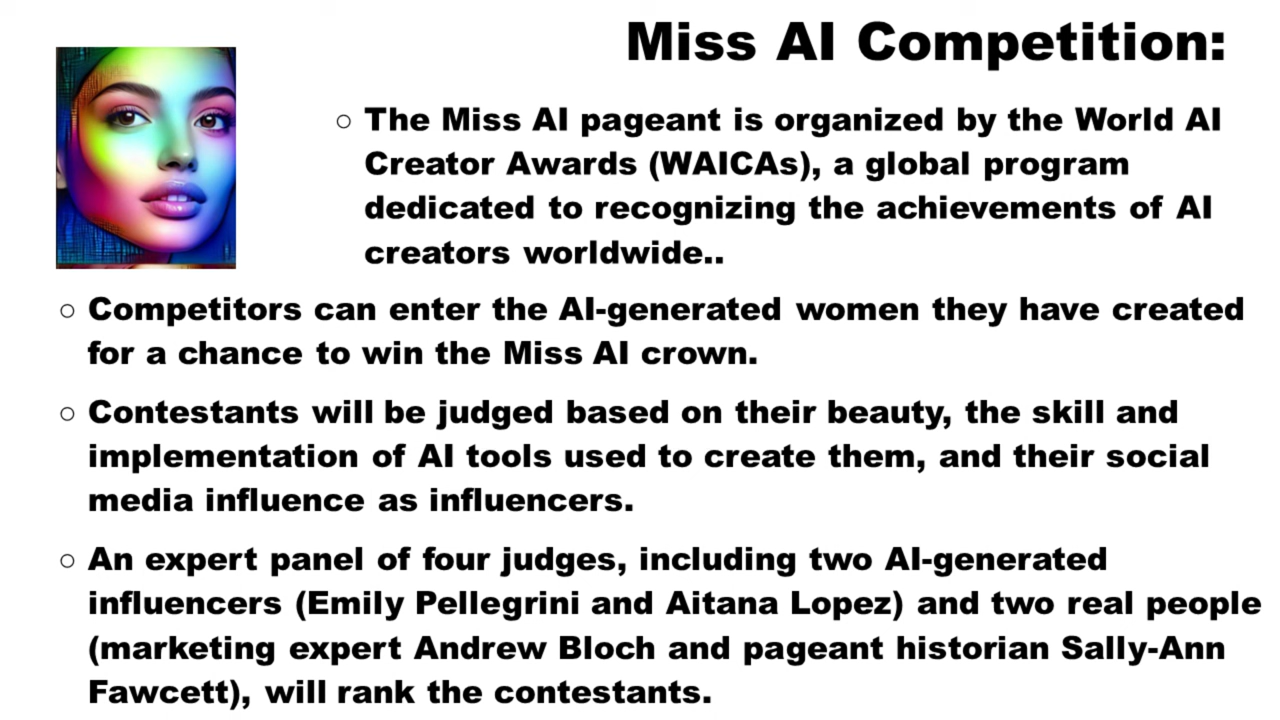 Miss AI Competition:
The Miss AI pageant is organized by the World AI
Creator Awards (WAICAs), a global program
dedicated to recognizing the achievements of AI
creators worldwide..
Competitors can enter the AI-generated women they have created
for a chance to win the Miss AI crown.
Contestants will be judged based on their beauty, the skill and
implementation of AI tools used to create them, and their social
media influence as influencers.
An expert panel of four judges, including two AI-generated
influencers (Emily Pellegrini and Aitana Lopez) and two real people
(marketing expert Andrew Bloch and pageant historian Sally-Ann
Fawcett), will rank the contestants.